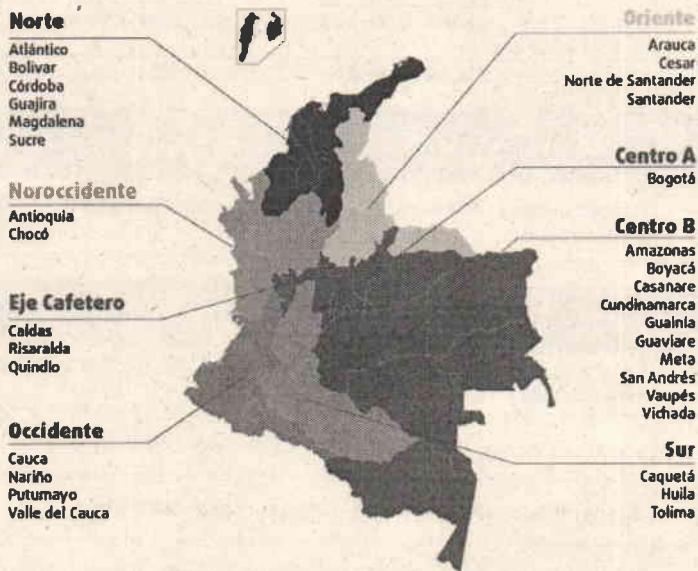 Norte
Atlántico
Bolívar
Córdoba
Guajira
Magdalena
Sucre
Noroccidente
Antioquia
Chocó
Eje Cafetero
Caldas
Risaralda
Quindío
Occidente
Cauca
Nariño
Putumayo
Valle del Cauca
Oriente
Arauca
Cesar
Norte de Santander
Santander
Centro A
Bogotá
Centro B
Amazonas
Boyacá
Casanare
Cundinamarca
Guainía
Guaviare
Meta
San Andrés
Vaupés
Vichada
Sur
Caquetá
Huila
Tolima